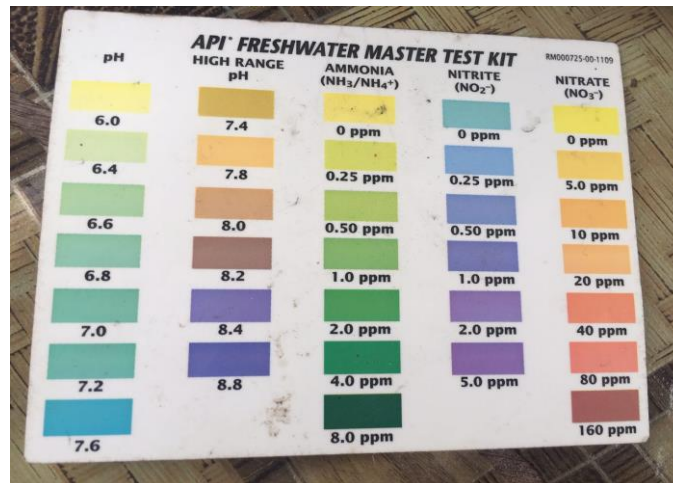 API® FRESHWATER MASTER TEST KIT
RM000725-00-1109
pH
6.0
6.4
6.6
6.8
7.0
7.2
7.6
HIGH RANGE
pH
7.4
7.8
8.0
8.2
8.4
8.8
AMMONIA
(NH₃/NH₄⁺)
0 ppm
0.25 ppm
0.50 ppm
1.0 ppm
2.0 ppm
4.0 ppm
8.0 ppm
NITRITE
(NO₂⁻)
0 ppm
0.25 ppm
0.50 ppm
1.0 ppm
2.0 ppm
5.0 ppm
NITRATE
(NO₃⁻)
0 ppm
5.0 ppm
10 ppm
20 ppm
40 ppm
80 ppm
160 ppm